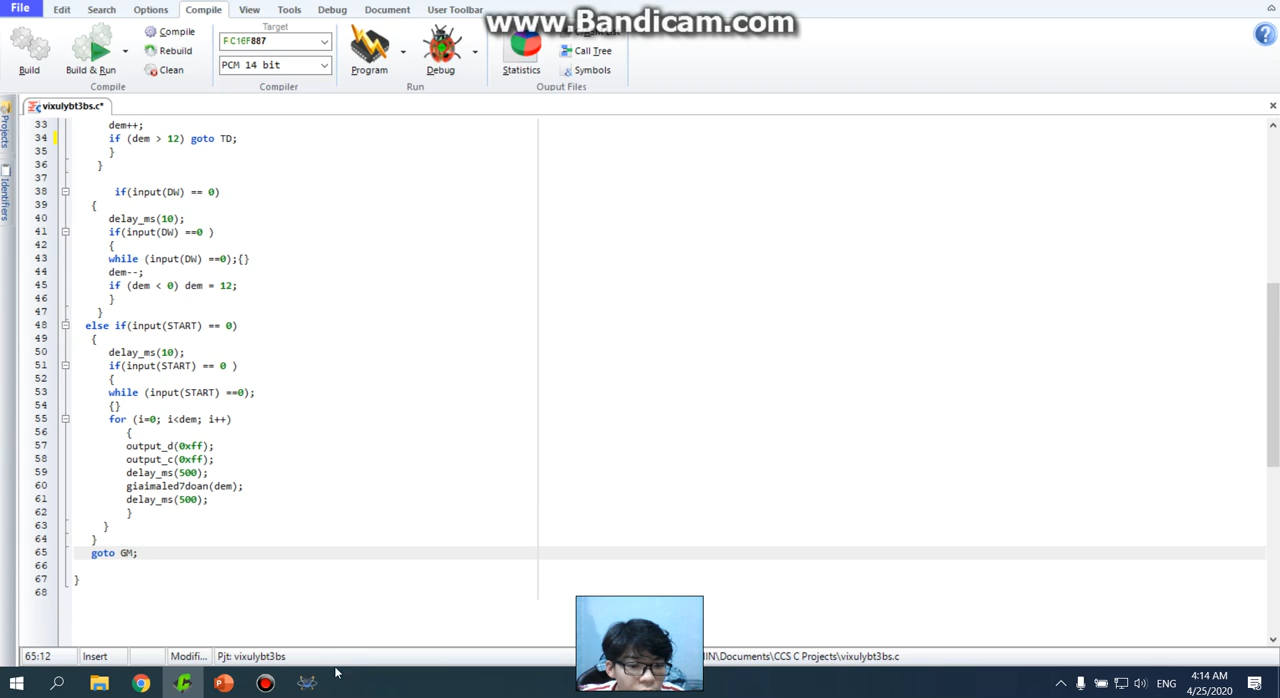 www.Bandicam.com
File Edit Search Options Compile View Tools Debug Document User Toolbar
Build
Build & Run
Compile
Rebuild
Clean
Compile
Target
PC16F887
PCM 14 bit
Compiler
Program
Debug
Run
Statistics
Call Tree
Symbols
Ouput Files
vixulybt3bs.c*
Projects
Identifiers
33 dem++;
34 if (dem > 12) goto TD;
35 }
36 }
37
38 if(input(DW) == 0)
39 {
40 delay_ms(10);
41 if(input(DW) ==0 )
42 {
43 while (input(DW) ==0);{}
44 dem--;
45 if (dem < 0) dem = 12;
46 }
47 }
48 else if(input(START) == 0)
49 {
50 delay_ms(10);
51 if(input(START) == 0 )
52 {
53 while (input(START) ==0);
54 {}
55 for (i=0; i<dem; i++)
56 {
57 output_d(0xff);
58 output_c(0xff);
59 delay_ms(500);
60 giaimaled7doan(dem);
61 delay_ms(500);
62 }
63 }
64 }
65 goto GM;
66
67 }
68
65:12 Insert Modifi... Pjt: vixulybt3bs IN\Documents\CCS C Projects\vixulybt3bs.c
ENG
4:14 AM
4/25/2020